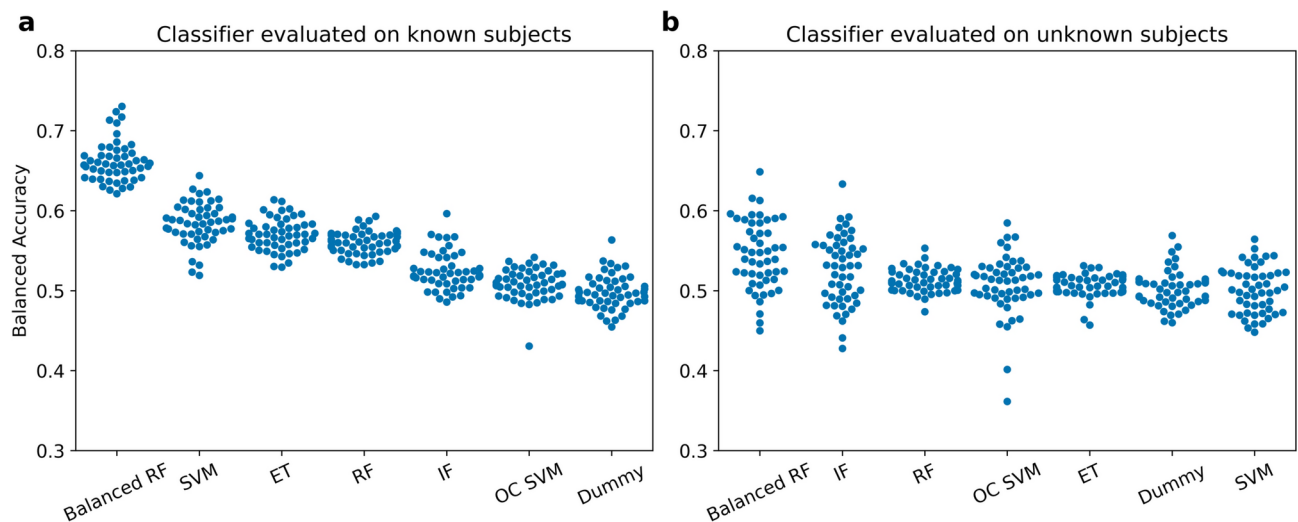 a
Classifier evaluated on known subjects
Balanced Accuracy
0.8
0.7
0.6
0.5
0.4
0.3
Balanced RF
SVM
ET
RF
IF
OC SVM
Dummy
b
Classifier evaluated on unknown subjects
0.8
0.7
0.6
0.5
0.4
0.3
Balanced RF
IF
RF
OC SVM
ET
Dummy
SVM